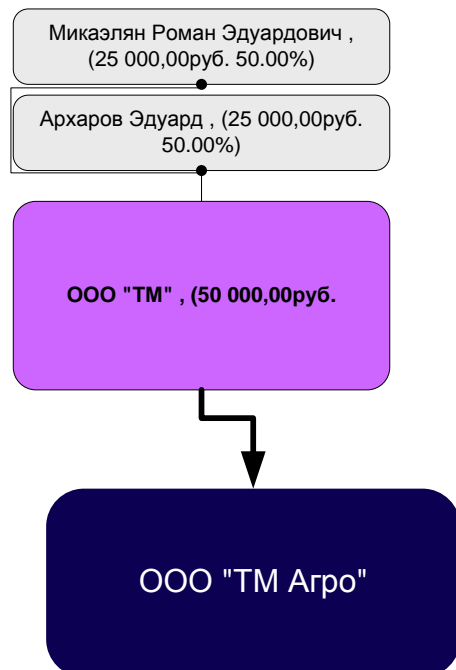 Микаэлян Роман Эдуардович ,
(25 000,00руб. 50.00%)
Архаров Эдуард , (25 000,00руб.
50.00%)
ООО "ТМ" , (50 000,00руб.
ООО "ТМ Агро"